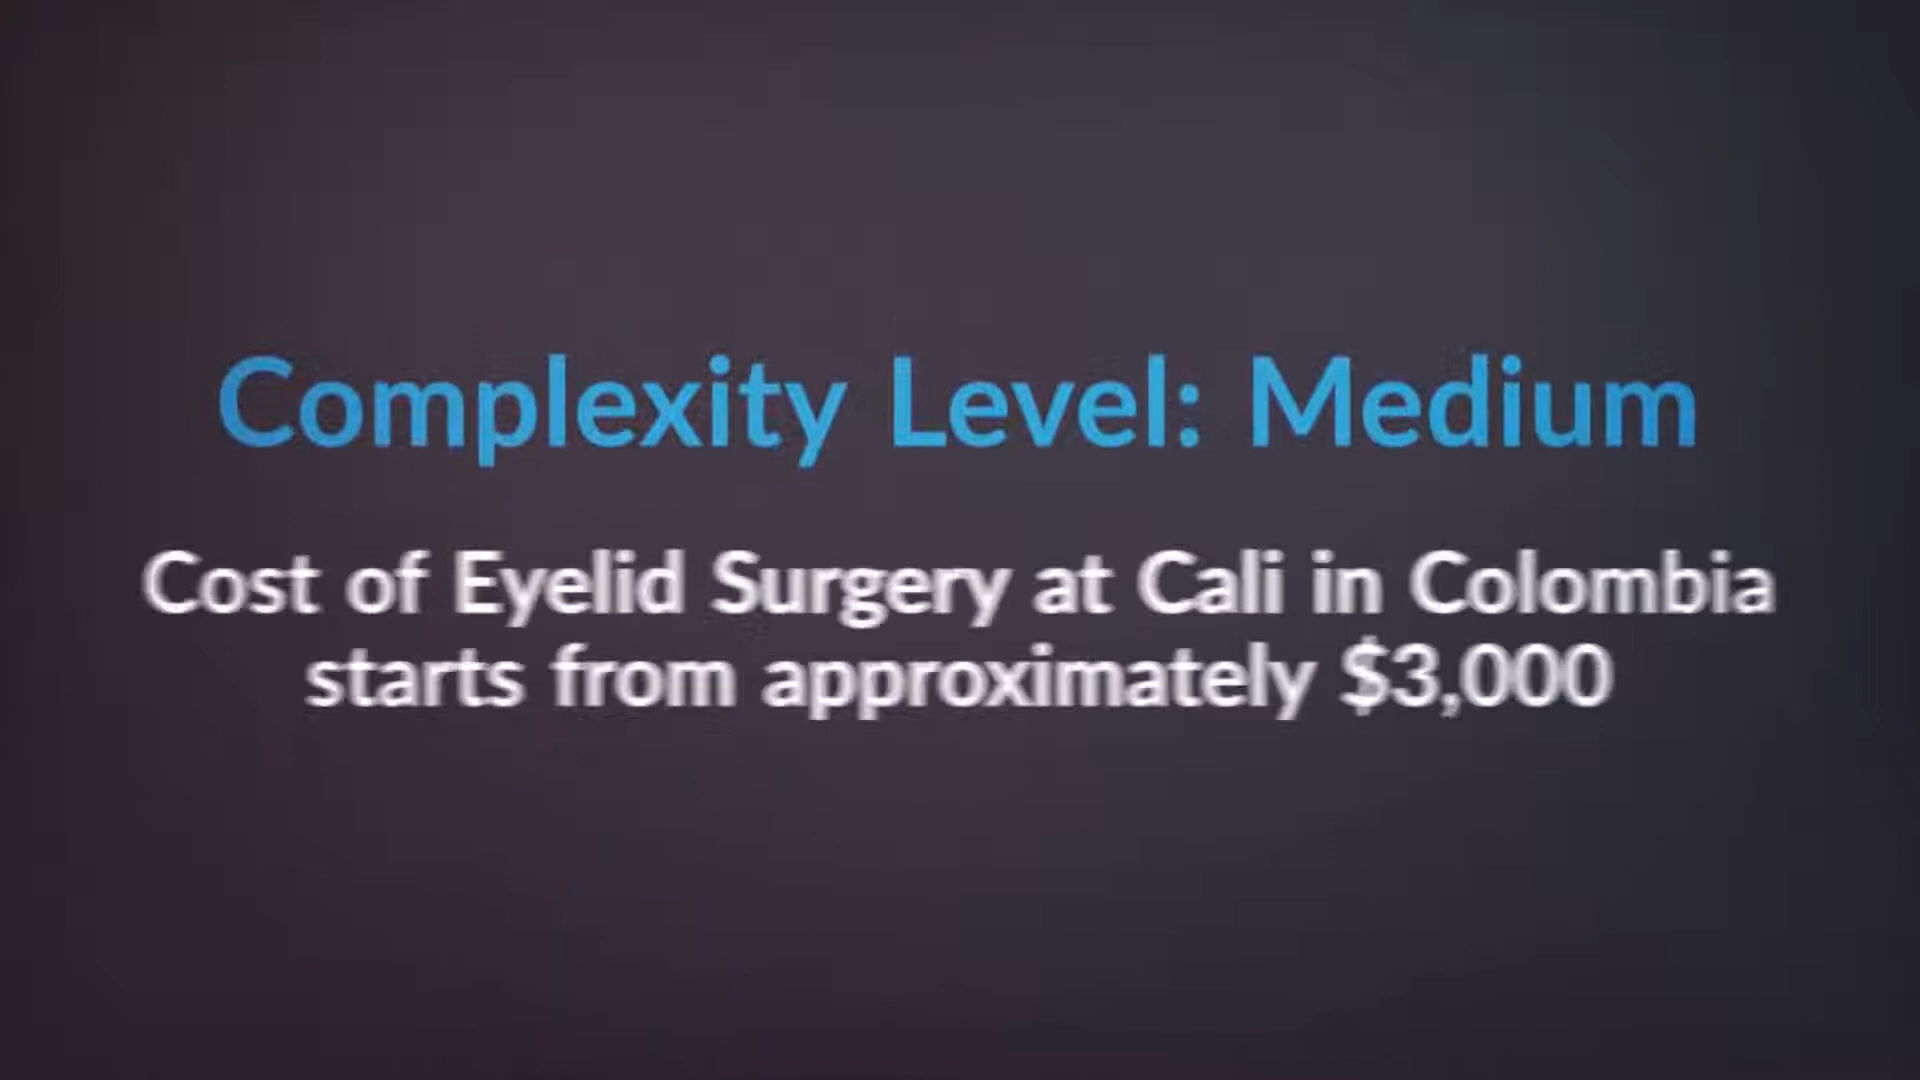 Complexity Level: Medium
Cost of Eyelid Surgery at Cali in Colombia
starts from approximately $3,000